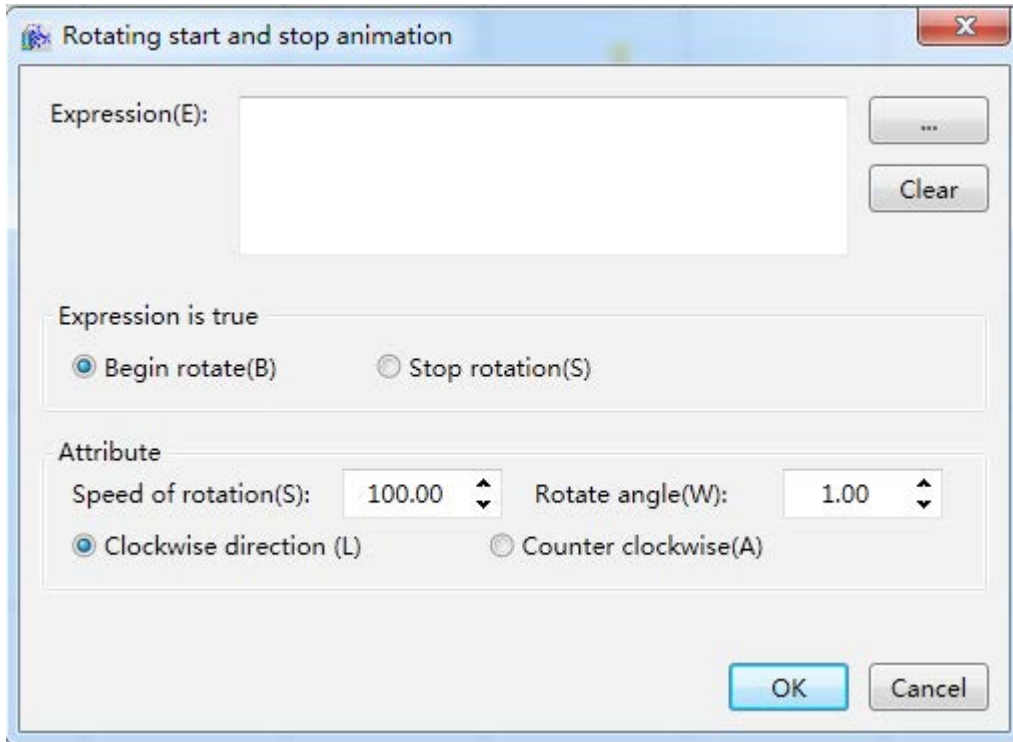 Rotating start and stop animation
Expression(E):
...
Clear
Expression is true
Begin rotate(B) Stop rotation(S)
Attribute
Speed of rotation(S): 100.00 Rotate angle(W): 1.00
Clockwise direction (L) Counter clockwise(A)
OK Cancel